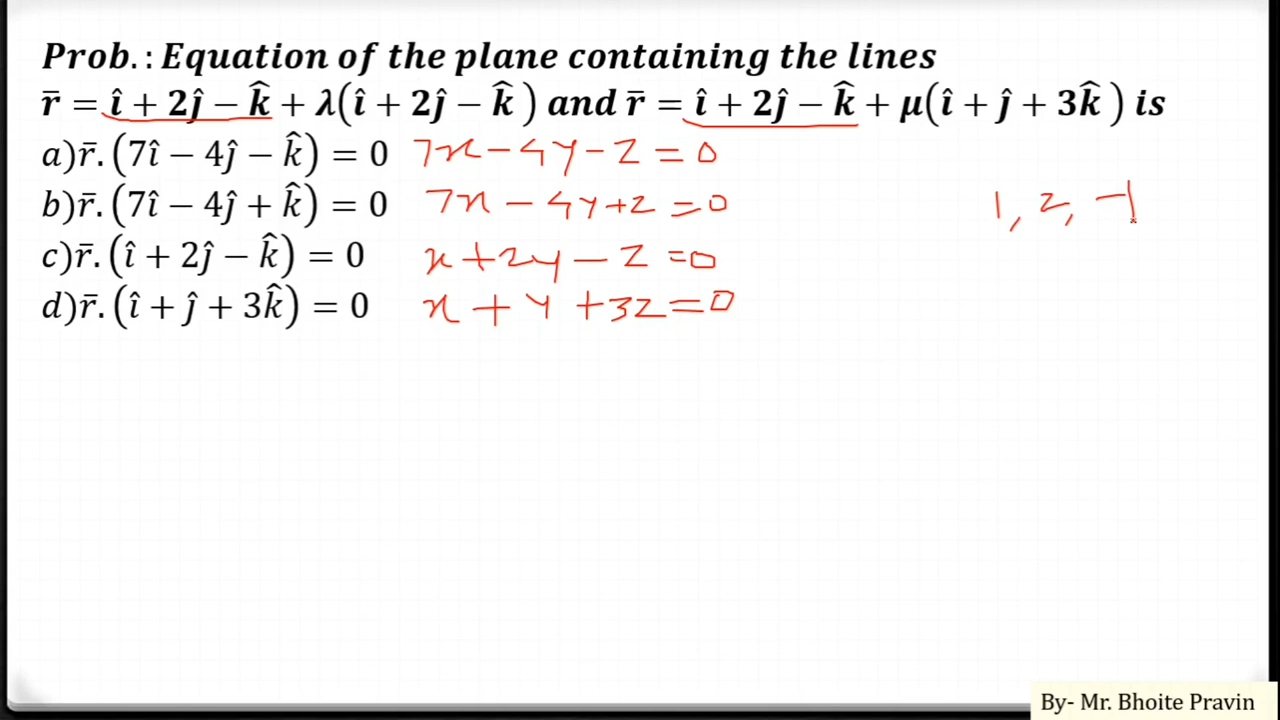 Prob.: Equation of the plane containing the lines
r̄ = î + 2ĵ − k̂ + λ(î + 2ĵ − k̂ ) and r̄ = î + 2ĵ − k̂ + μ(î + ĵ + 3k̂ ) is
a)r̄. (7î − 4ĵ − k̂) = 0 7x − 4y − z = 0
b)r̄. (7î − 4ĵ + k̂) = 0 7x − 4y + z = 0
1, 2, −1
c)r̄. (î + 2ĵ − k̂) = 0 x + 2y − z = 0
d)r̄. (î + ĵ + 3k̂) = 0 x + y + 3z = 0
By- Mr. Bhoite Pravin